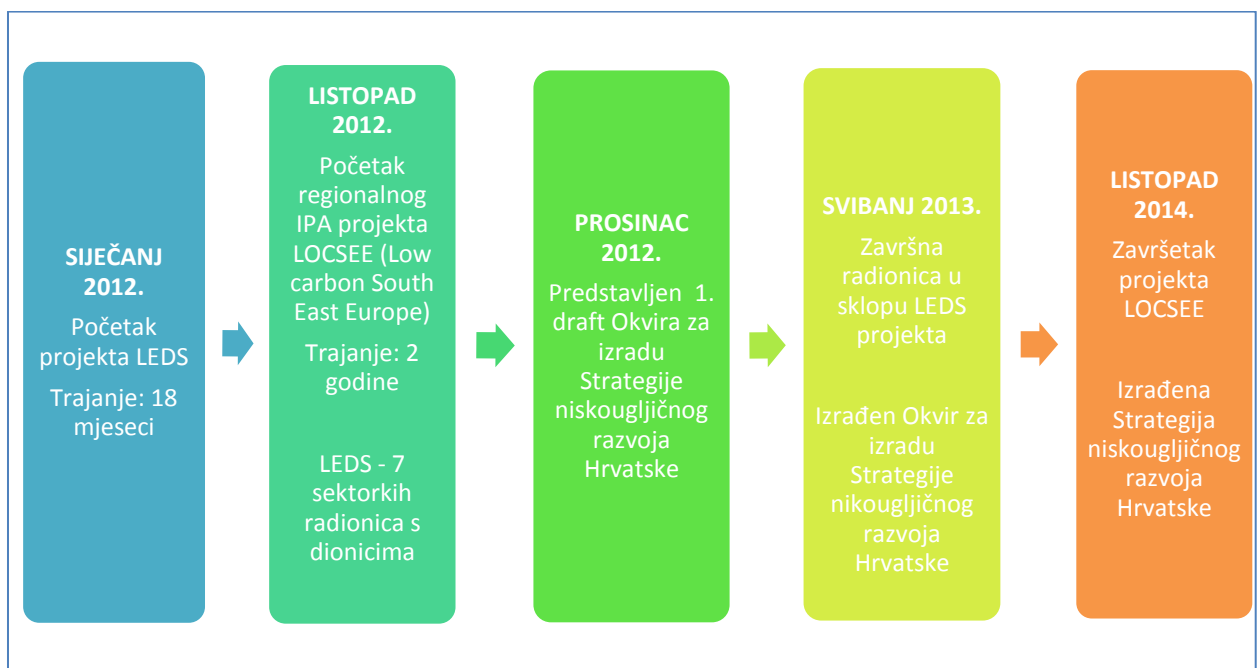 SIJEČANJ
2012.
Početak
projekta LEDS
Trajanje: 18
mjeseci
LISTOPAD
2012.
Početak
regionalnog
IPA projekta
LOCSEE (Low
carbon South
East Europe)
Trajanje: 2
godine
LEDS - 7
sektorkih
radionica s
dionicima
PROSINAC
2012.
Predstavljen 1.
draft Okvira za
izradu
Strategije
niskougljičnog
razvoja
Hrvatske
SVIBANJ 2013.
Završna
radionica u
sklopu LEDS
projekta
Izrađen Okvir za
izradu
Strategije
nikougljičnog
razvoja
Hrvatske
LISTOPAD
2014.
Završetak
projekta
LOCSEE
Izrađena
Strategija
niskougljičnog
razvoja
Hrvatske